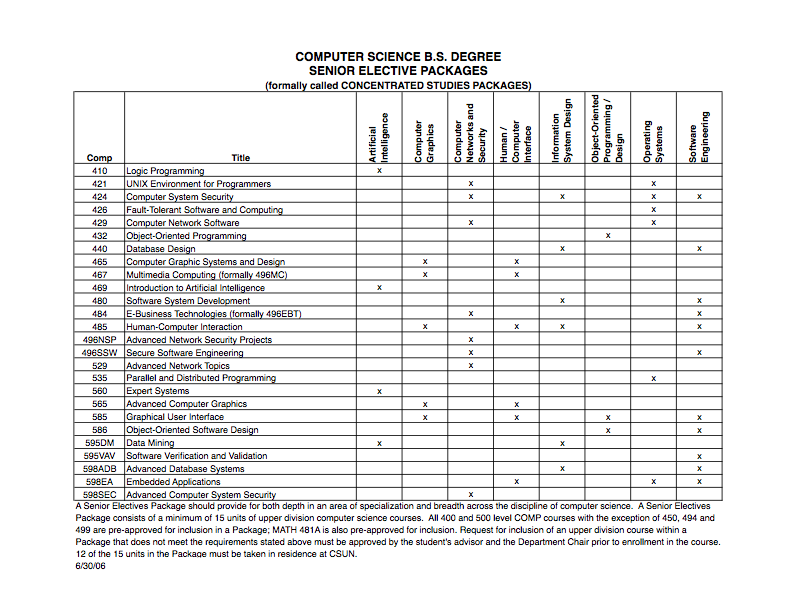 COMPUTER SCIENCE B.S. DEGREE
SENIOR ELECTIVE PACKAGES
(formally called CONCENTRATED STUDIES PACKAGES)
Comp Title Artificial Intelligence Computer Graphics Computer Networks and Security Human / Computer Interface Information System Design Object-Oriented Programming / Design Operating Systems Software Engineering
410 Logic Programming x
421 UNIX Environment for Programmers x x
424 Computer System Security x x x x
426 Fault-Tolerant Software and Computing x
429 Computer Network Software x x
432 Object-Oriented Programming x
440 Database Design x x
465 Computer Graphic Systems and Design x x
467 Multimedia Computing (formally 496MC) x x
469 Introduction to Artificial Intelligence x
480 Software System Development x x
484 E-Business Technologies (formally 496EBT) x x
485 Human-Computer Interaction x x x x
496NSP Advanced Network Security Projects x
496SSW Secure Software Engineering x x
529 Advanced Network Topics x
535 Parallel and Distributed Programming x
560 Expert Systems x
565 Advanced Computer Graphics x x
585 Graphical User Interface x x x x
586 Object-Oriented Software Design x x
595DM Data Mining x x
595VAV Software Verification and Validation x
598ADB Advanced Database Systems x x
598EA Embedded Applications x x x
598SEC Advanced Computer System Security x
A Senior Electives Package should provide for both depth in an area of specialization and breadth across the discipline of computer science. A Senior Electives
Package consists of a minimum of 15 units of upper division computer science courses. All 400 and 500 level COMP courses with the exception of 450, 494 and
499 are pre-approved for inclusion in a Package; MATH 481A is also pre-approved for inclusion. Request for inclusion of an upper division course within a
Package that does not meet the requirements stated above must be approved by the student's advisor and the Department Chair prior to enrollment in the course.
12 of the 15 units in the Package must be taken in residence at CSUN.
6/30/06